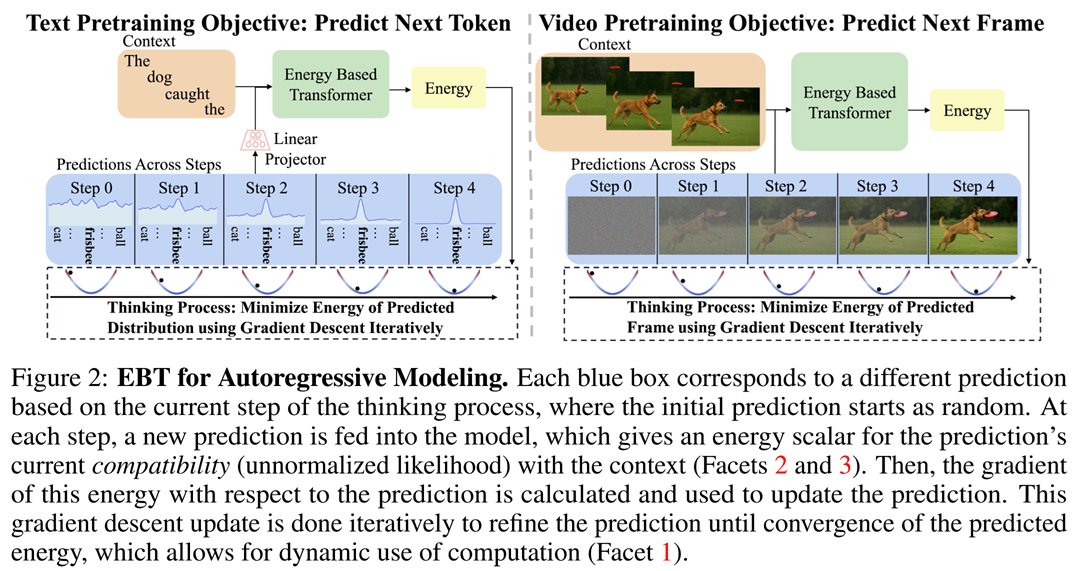 Text Pretraining Objective: Predict Next Token
Context
The
dog
caught
the
Energy Based
Transformer
Energy
Linear
Projector
Predictions Across Steps
Step 0
Step 1
Step 2
Step 3
Step 4
cat ... frisbee ... ball
cat ... frisbee ... ball
cat ... frisbee ... ball
cat ... frisbee ... ball
cat ... frisbee ... ball
Thinking Process: Minimize Energy of Predicted
Distribution using Gradient Descent Iteratively
Video Pretraining Objective: Predict Next Frame
Context
Energy Based
Transformer
Energy
Predictions Across Steps
Step 0
Step 1
Step 2
Step 3
Step 4
Thinking Process: Minimize Energy of Predicted
Frame using Gradient Descent Iteratively
Figure 2: EBT for Autoregressive Modeling. Each blue box corresponds to a different prediction
based on the current step of the thinking process, where the initial prediction starts as random. At
each step, a new prediction is fed into the model, which gives an energy scalar for the prediction's
current compatibility (unnormalized likelihood) with the context (Facets 2 and 3). Then, the gradient
of this energy with respect to the prediction is calculated and used to update the prediction. This
gradient descent update is done iteratively to refine the prediction until convergence of the predicted
energy, which allows for dynamic use of computation (Facet 1).